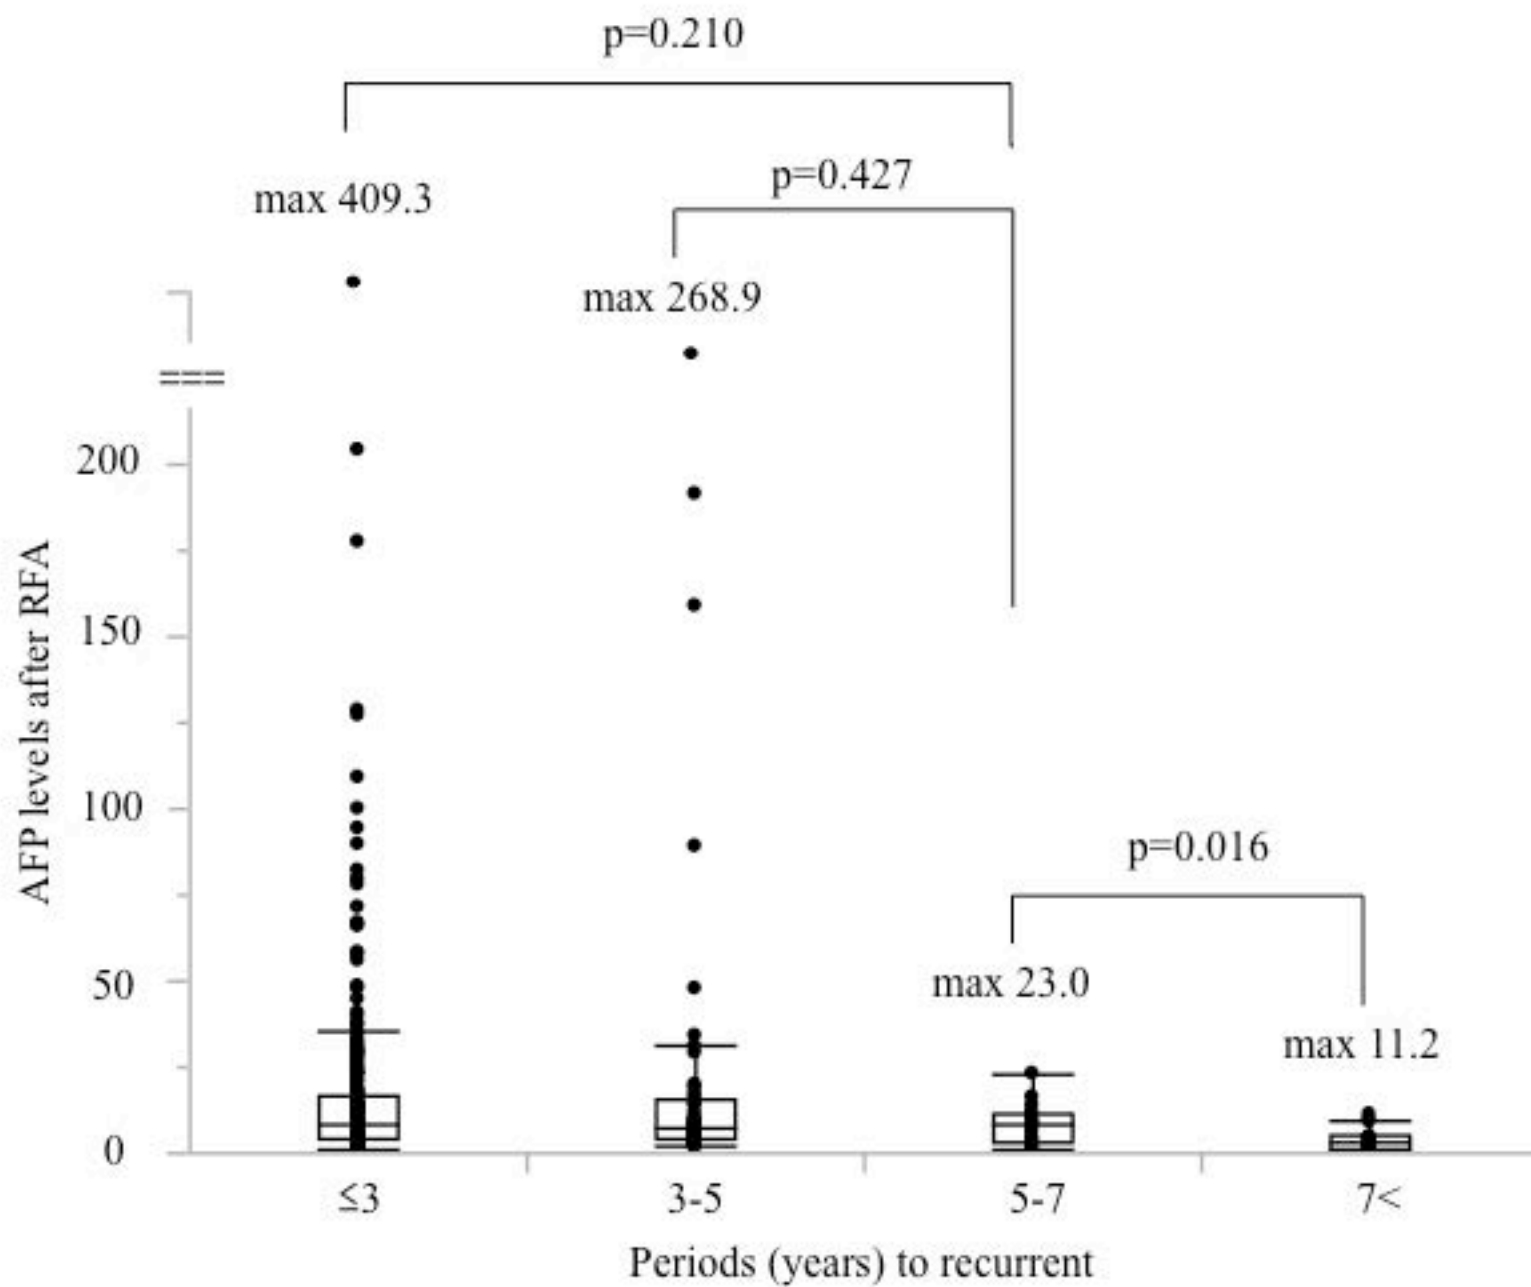 p=0.210
p=0.427
max 409.3
max 268.9
===
200
150
100
50
0
AFP levels after RFA
p=0.016
max 23.0
max 11.2
≤3
3-5
5-7
7<
Periods (years) to recurrent